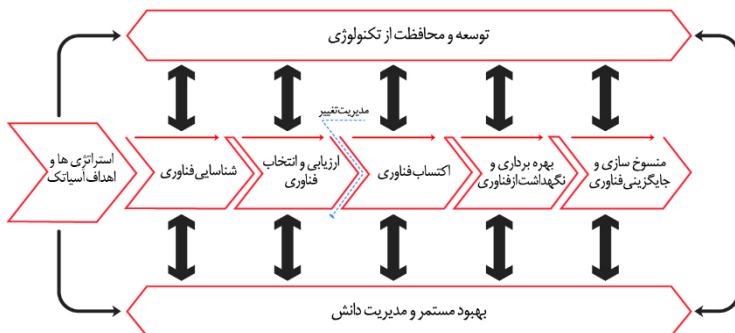 توسعه و محافظت از تکنولوژی
مدیریت تغییر
استراتژی ها و
اهداف آسیاتک
شناسایی فناوری
ارزیابی و انتخاب
فناوری
اکتساب فناوری
بهره برداری و
نگهداشت از فناوری
منسوخ سازی و
جایگزینی فناوری
بهبود مستمر و مدیریت دانش